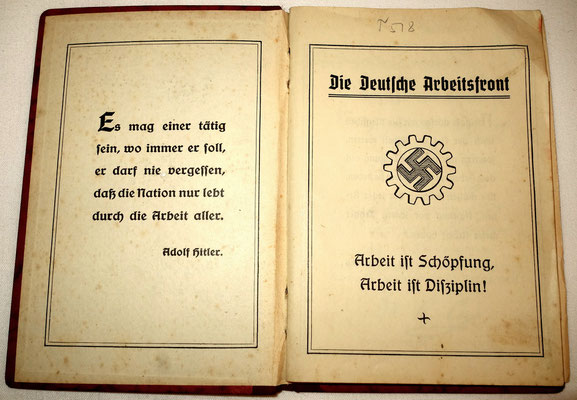 Es mag einer tätig
sein, wo immer er soll,
er darf nie vergessen,
daß die Nation nur lebt
durch die Arbeit aller.
Adolf Hitler.
Die Deutsche Arbeitsfront
Arbeit ist Schöpfung,
Arbeit ist Disziplin!